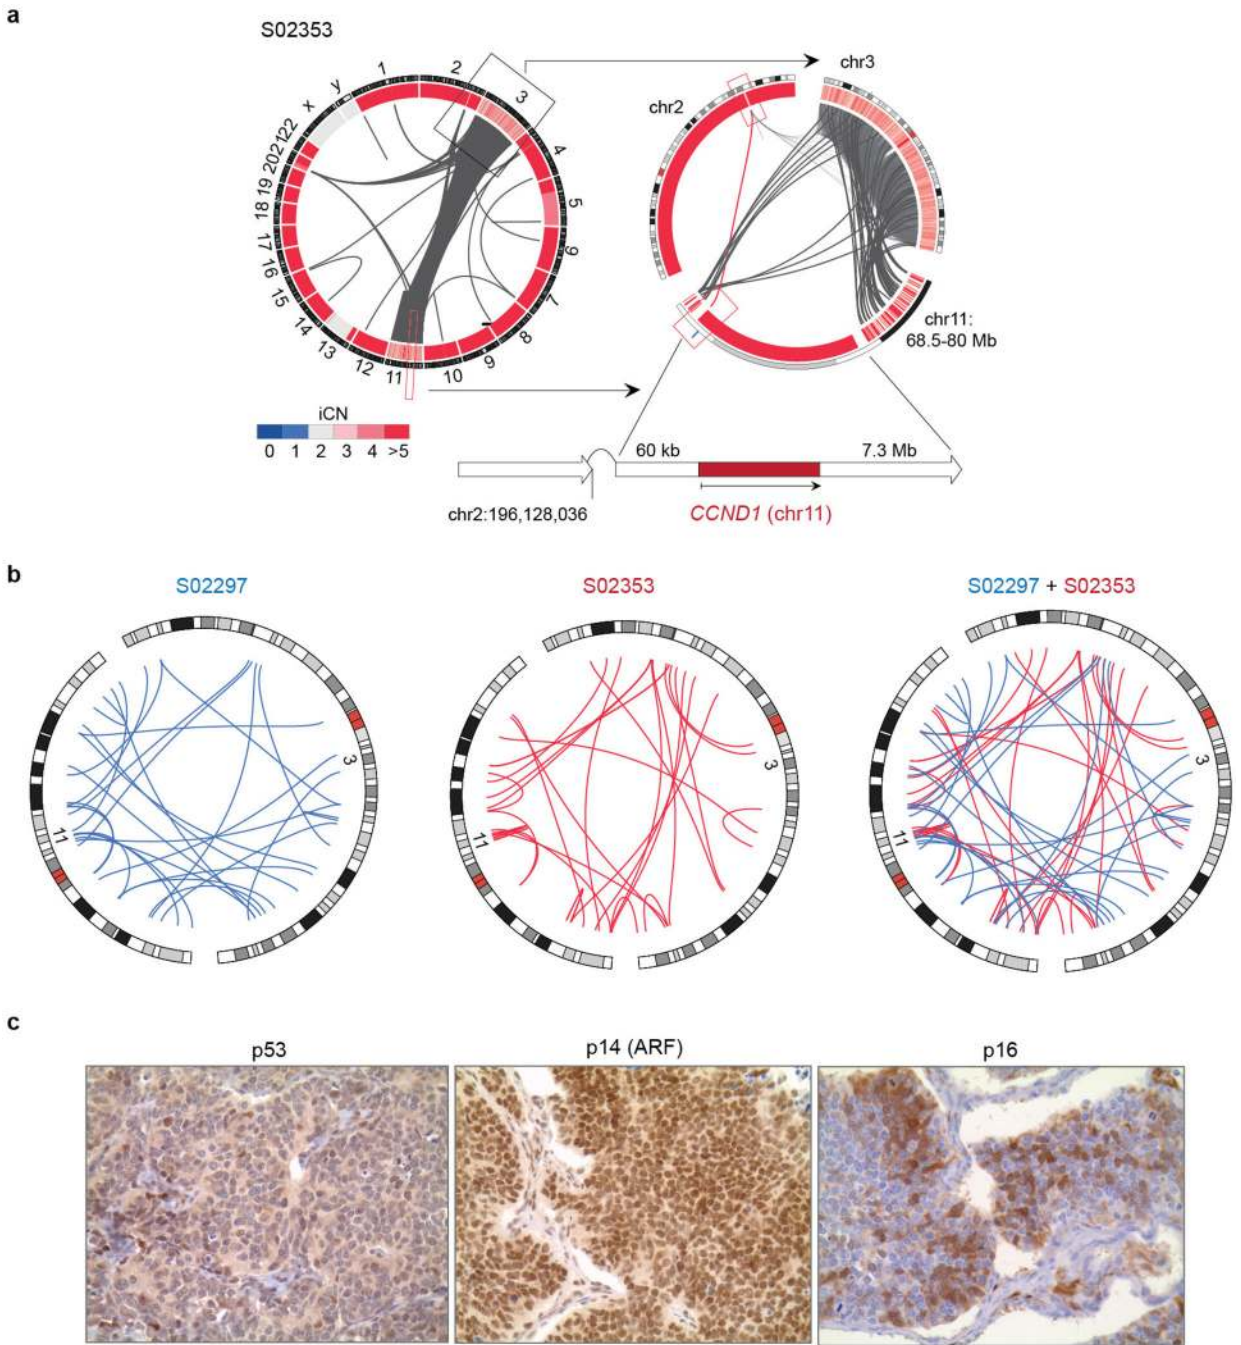 a
S02353
1
2
3
4
5
6
7
8
9
10
11
12
13
14
15
16
17
18
19
20
21
22
x
y
chr2
chr3
chr11:
68.5-80 Mb
iCN
0 1 2 3 4 >5
60 kb
7.3 Mb
chr2:196,128,036
CCND1 (chr11)
b
S02297
S02353
S02297 + S02353
3
11
3
11
3
11
c
p53
p14 (ARF)
p16